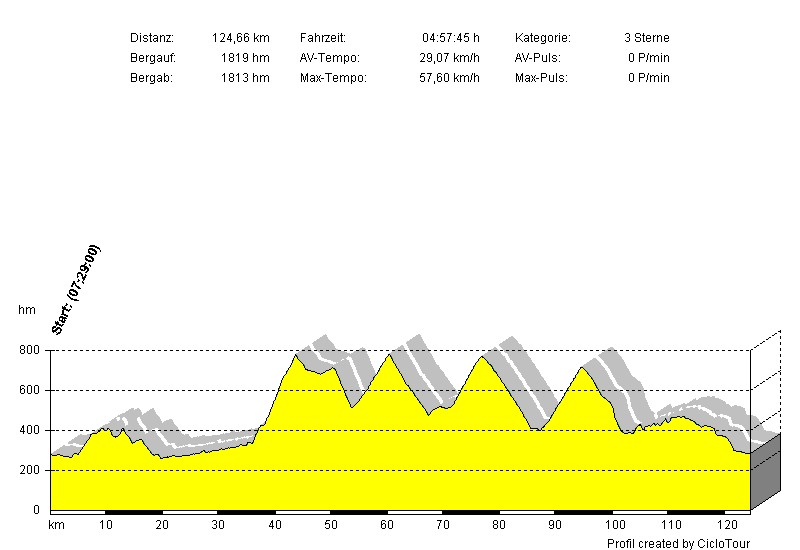 Distanz: 124,66 km Fahrzeit: 04:57:45 h Kategorie: 3 Sterne
Bergauf: 1819 hm AV-Tempo: 29,07 km/h AV-Puls: 0 P/min
Bergab: 1813 hm Max-Tempo: 57,60 km/h Max-Puls: 0 P/min
Start: (07:29:00)
hm
800
600
400
200
0
km 10 20 30 40 50 60 70 80 90 100 110 120
Profil created by CicloTour